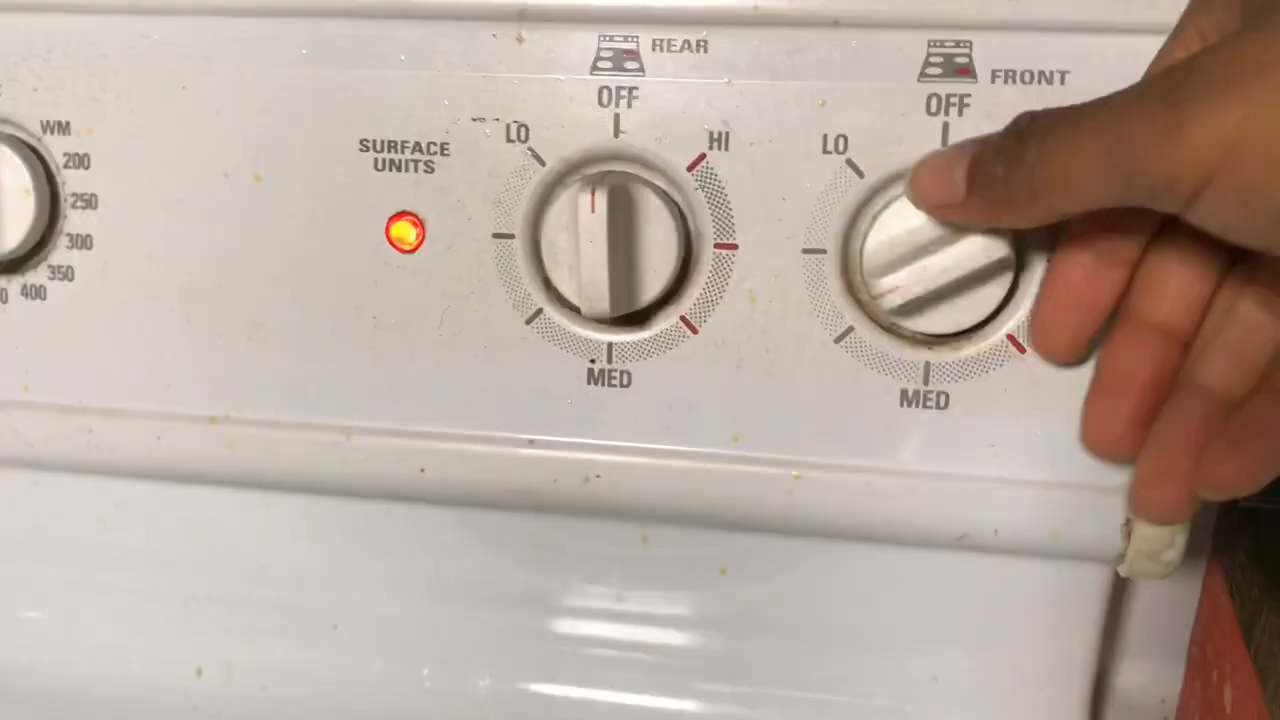 WM
200
250
300
350
400
SURFACE
UNITS
REAR
OFF
LO
HI
MED
FRONT
OFF
LO
MED